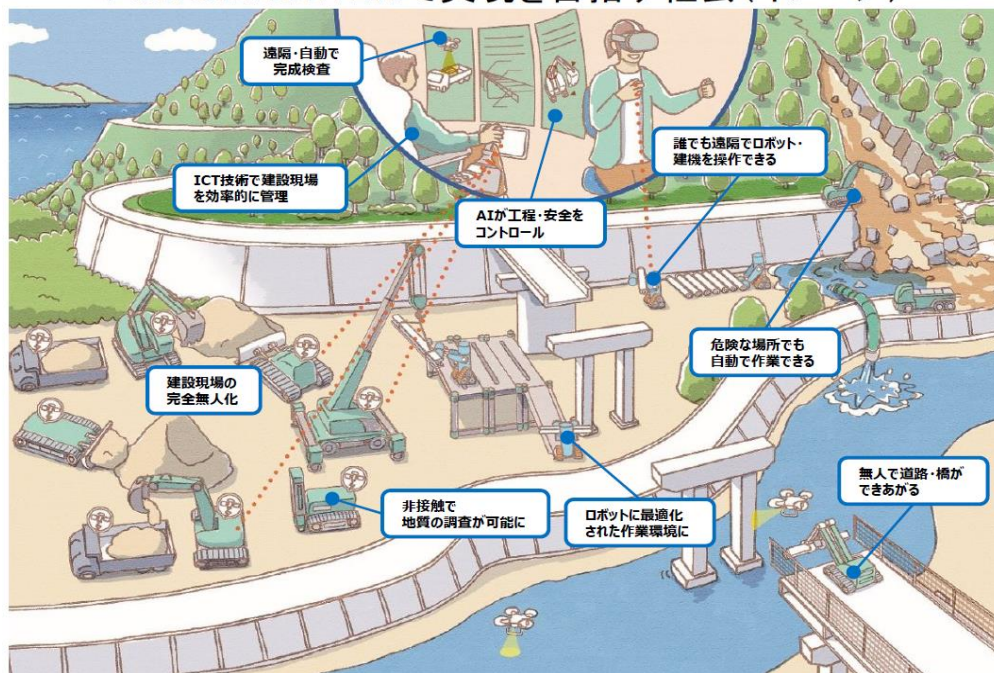 遠隔・自動で
完成検査
ICT技術で建設現場
を効率的に管理
AIが工程・安全を
コントロール
誰でも遠隔でロボット・
建機を操作できる
危険な場所でも
自動で作業できる
建設現場の
完全無人化
非接触で
地質の調査が可能に
ロボットに最適化
された作業環境に
無人で道路・橋が
できあがる